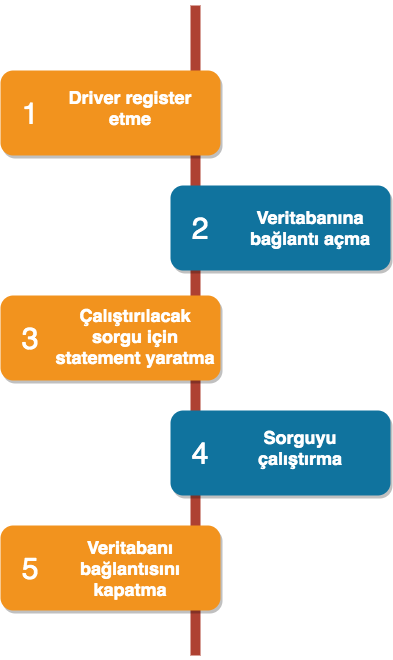 1
Driver register
etme
2
Veritabanına
bağlantı açma
3
Çalıştırılacak
sorgu için
statement yaratma
4
Sorguyu
çalıştırma
5
Veritabanı
bağlantısını
kapatma